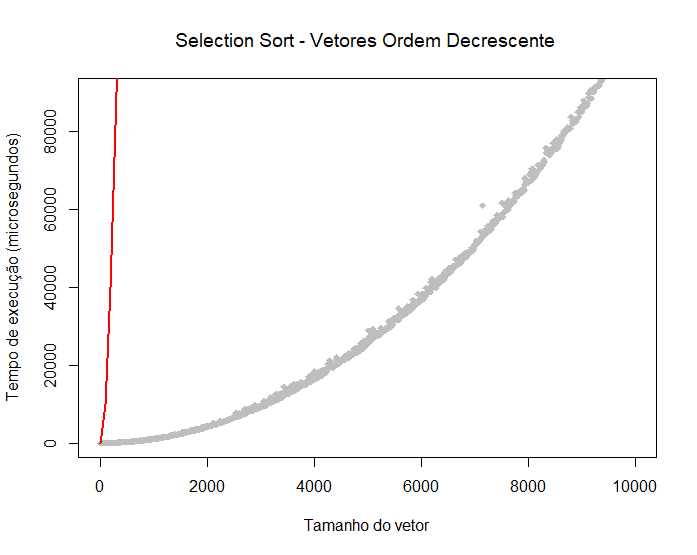 Selection Sort - Vetores Ordem Decrescente
Tempo de execução (microsegundos)
80000
60000
40000
20000
0
0 2000 4000 6000 8000 10000
Tamanho do vetor